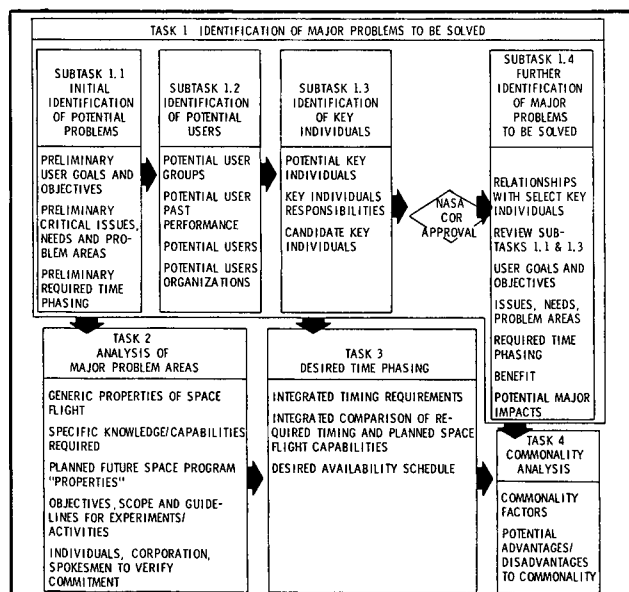 TASK 1 IDENTIFICATION OF MAJOR PROBLEMS TO BE SOLVED
SUBTASK 1.1
INITIAL
IDENTIFICATION
OF POTENTIAL
PROBLEMS
PRELIMINARY
USER GOALS AND
OBJECTIVES
PRELIMINARY
CRITICAL ISSUES,
NEEDS AND PRO-
BLEM AREAS
PRELIMINARY
REQUIRED TIME
PHASING
SUBTASK 1.2
IDENTIFICATION
OF POTENTIAL
USERS
POTENTIAL USER
GROUPS
POTENTIAL USER
PAST
PERFORMANCE
POTENTIAL USERS
POTENTIAL USERS
ORGANIZATIONS
SUBTASK 1.3
IDENTIFICATION
OF KEY
INDIVIDUALS
POTENTIAL KEY
INDIVIDUALS
KEY INDIVIDUALS
RESPONSIBILITIES
CANDIDATE KEY
INDIVIDUALS
NASA
COR
APPROVAL
SUBTASK 1.4
FURTHER
IDENTIFICATION
OF MAJOR
PROBLEMS
TO BE SOLVED
RELATIONSHIPS
WITH SELECT KEY
INDIVIDUALS
REVIEW SUB-
TASKS 1.1 & 1.3
USER GOALS AND
OBJECTIVES
ISSUES, NEEDS,
PROBLEM AREAS
REQUIRED TIME
PHASING
BENEFIT
POTENTIAL MAJOR
IMPACTS
TASK 2
ANALYSIS OF
MAJOR PROBLEM AREAS
GENERIC PROPERTIES OF SPACE
FLIGHT
SPECIFIC KNOWLEDGE/CAPABILITIES
REQUIRED
PLANNED FUTURE SPACE PROGRAM
"PROPERTIES"
OBJECTIVES, SCOPE AND GUIDE-
LINES FOR EXPERIMENTS/
ACTIVITIES
INDIVIDUALS, CORPORATION,
SPOKESMEN TO VERIFY
COMMITMENT
TASK 3
DESIRED TIME PHASING
INTEGRATED TIMING REQUIREMENTS
INTEGRATED COMPARISON OF RE-
QUIRED TIMING AND PLANNED SPACE
FLIGHT CAPABILITIES
DESIRED AVAILABILITY SCHEDULE
TASK 4
COMMONALITY
ANALYSIS
COMMONALITY
FACTORS
POTENTIAL
ADVANTAGES/
DISADVANTAGES
TO COMMONALITY